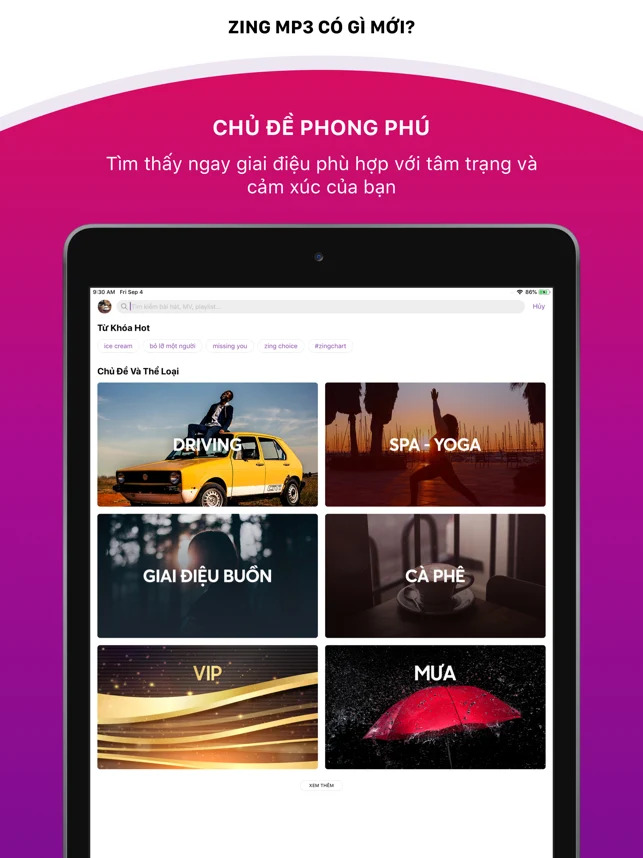 ZING MP3 CÓ GÌ MỚI?
CHỦ ĐỀ PHONG PHÚ
Tìm thấy ngay giai điệu phù hợp với tâm trạng và
cảm xúc của bạn
9:30 AM Fri Sep 4 86%
Tìm kiếm bài hát, MV, playlist... Hủy
Từ Khóa Hot
ice cream bỏ lỡ một người missing you zing choice #zingchart
Chủ Đề Và Thể Loại
DRIVING SPA - YOGA
GIAI ĐIỆU BUỒN CÀ PHÊ
VIP MƯA
XEM THÊM